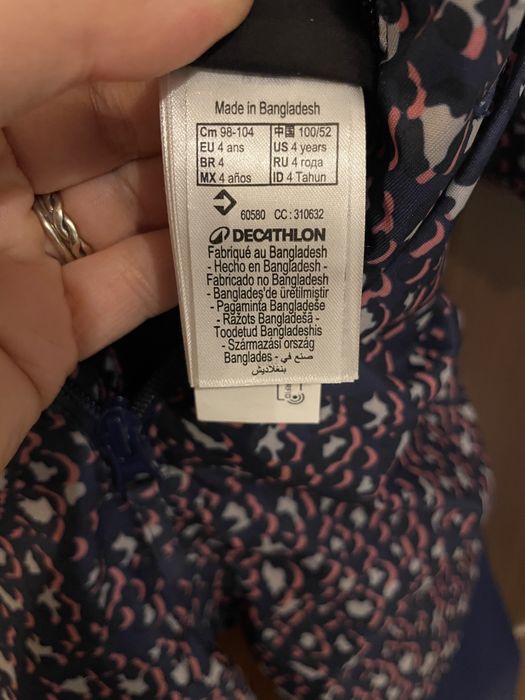 Made in Bangladesh
Cm 98-104 中国 100/52
EU 4 ans US 4 years
BR 4 RU 4 года
MX 4 años ID 4 Tahun
60580 CC : 310632
DECATHLON
Fabriqué au Bangladesh
- Hecho en Bangladesh -
Fabricado no Bangladesh
- Bangladeş'de üretilmiştir
- Pagaminta Bangladeše
- Ražots Bangladešā -
Toodetud Bangladeshis
- Származási ország
Banglades - صنع في
بنغلاديش